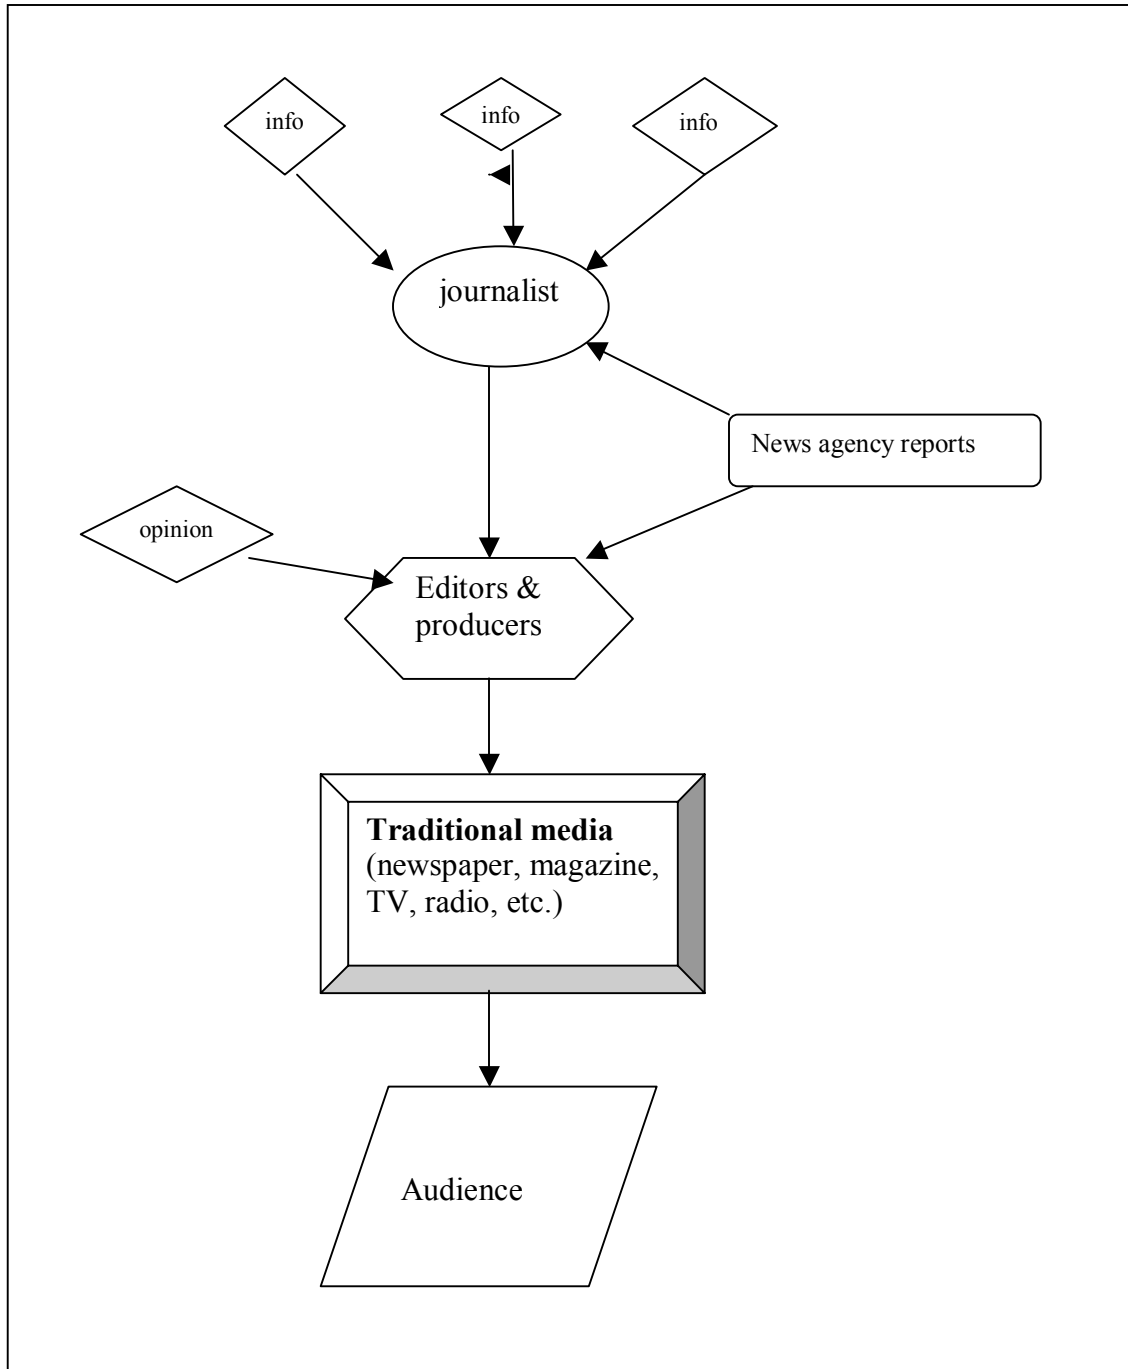 info
info
info
journalist
News agency reports
opinion
Editors &
producers
Traditional media
(newspaper, magazine,
TV, radio, etc.)
Audience